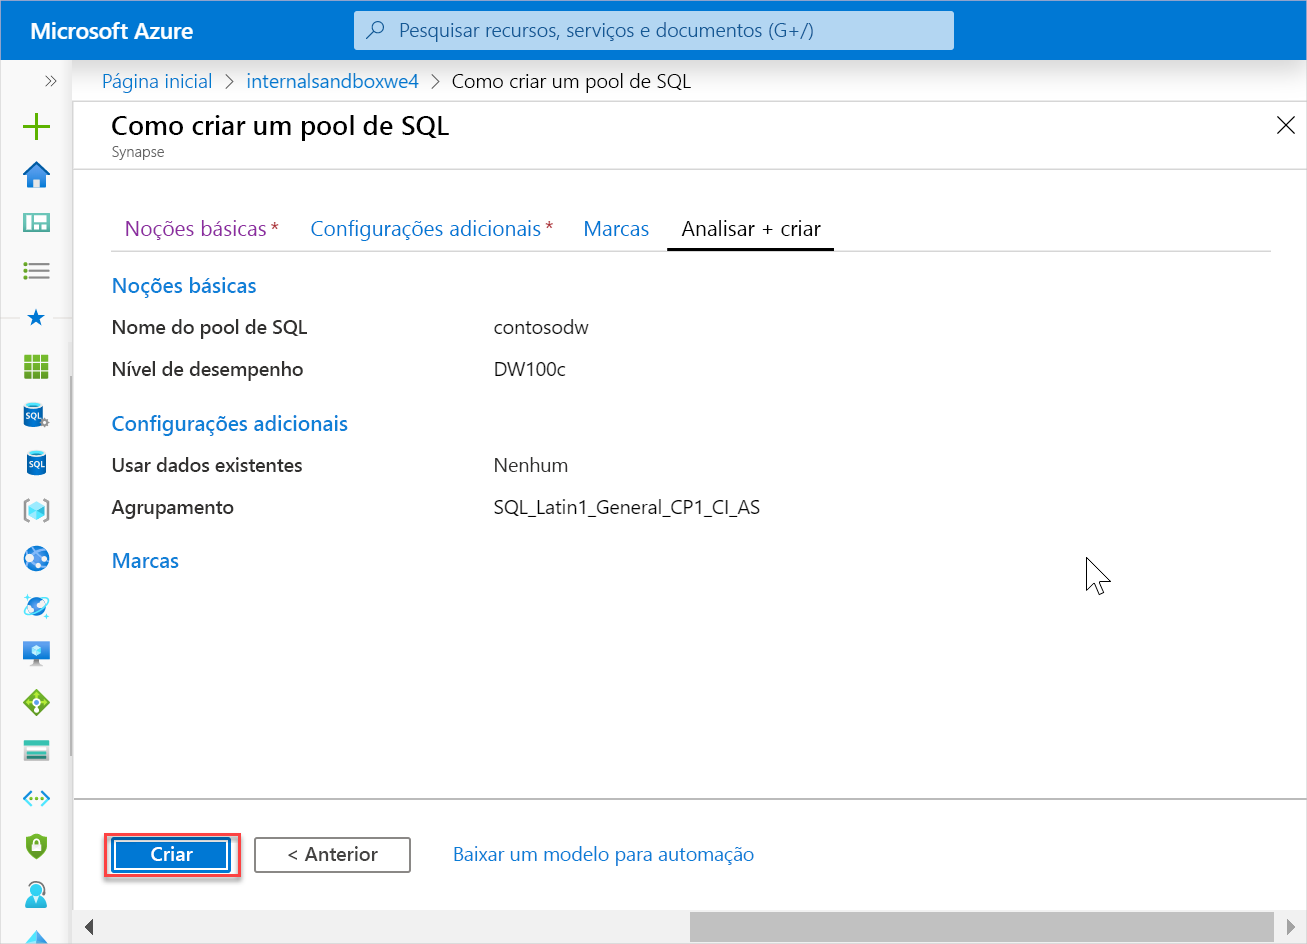 Microsoft Azure
Pesquisar recursos, serviços e documentos (G+/)
Página inicial > internalsandboxwe4 > Como criar um pool de SQL
Como criar um pool de SQL
Synapse
Noções básicas * Configurações adicionais * Marcas Analisar + criar
Noções básicas
Nome do pool de SQL contosodw
Nível de desempenho DW100c
Configurações adicionais
Usar dados existentes Nenhum
Agrupamento SQL_Latin1_General_CP1_CI_AS
Marcas
SQL
SQL
Criar < Anterior Baixar um modelo para automação